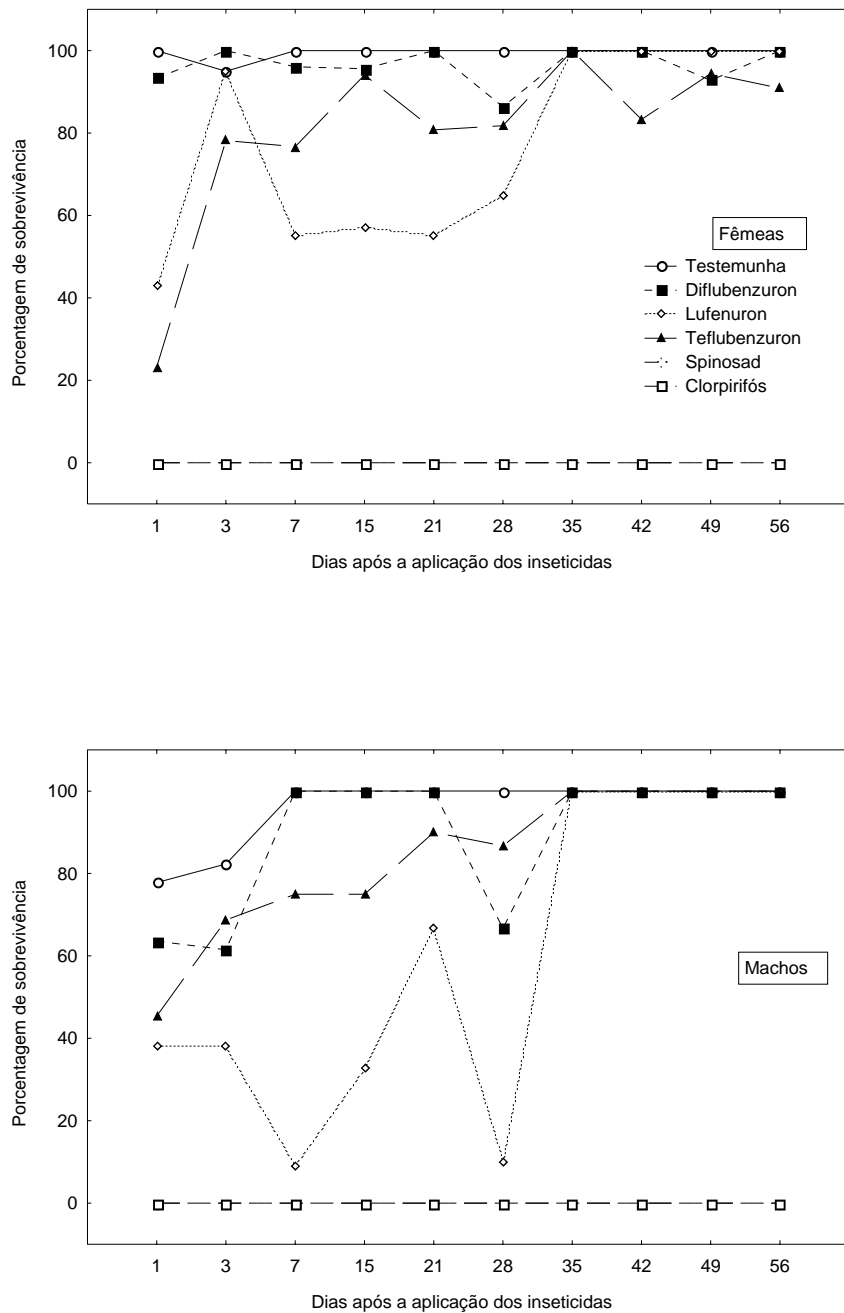 100
80
60
40
20
0
Porcentagem de sobrevivência
Fêmeas
Testemunha
Diflubenzuron
Lufenuron
Teflubenzuron
Spinosad
Clorpirifós
1 3 7 15 21 28 35 42 49 56
Dias após a aplicação dos inseticidas
100
80
60
40
20
0
Porcentagem de sobrevivência
Machos
1 3 7 15 21 28 35 42 49 56
Dias após a aplicação dos inseticidas